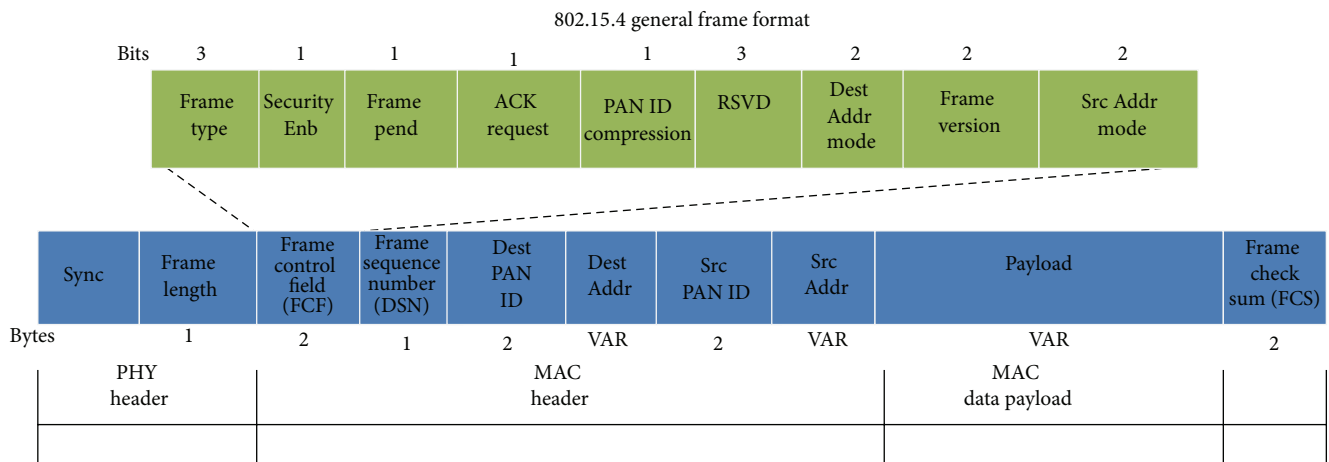 802.15.4 general frame format
Bits 3 1 1 1 1 3 2 2 2
Frame type
Security Enb
Frame pend
ACK request
PAN ID compression
RSVD
Dest Addr mode
Frame version
Src Addr mode
Sync
Frame length
Frame control field (FCF)
Frame sequence number (DSN)
Dest PAN ID
Dest Addr
Src PAN ID
Src Addr
Payload
Frame check sum (FCS)
Bytes 1 2 1 2 VAR 2 VAR VAR 2
PHY header
MAC header
MAC data payload